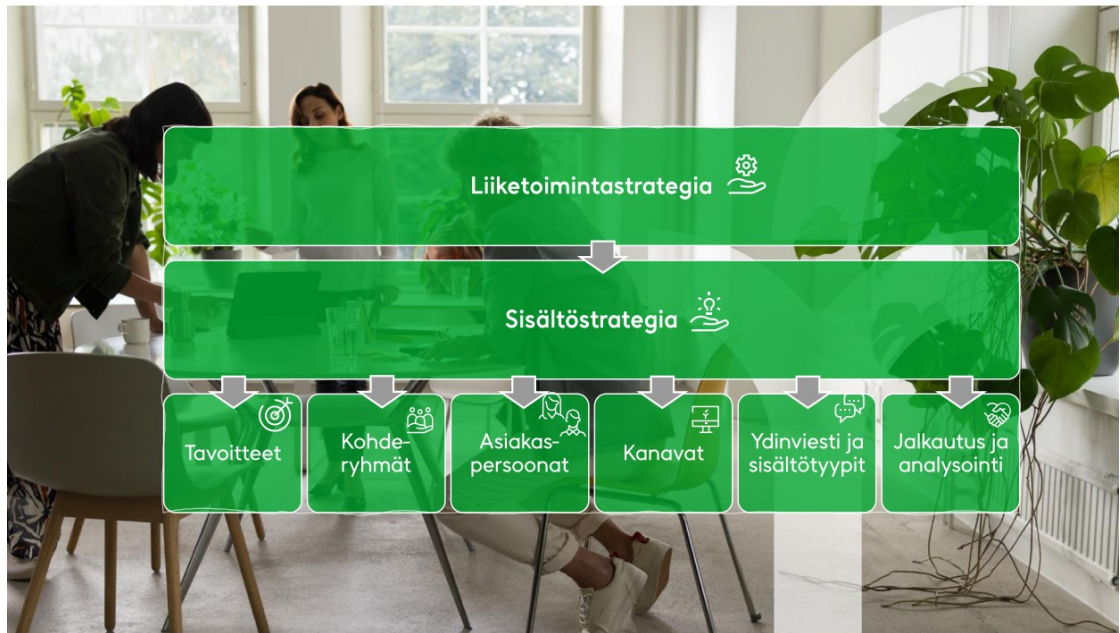 Liiketoimintastrategia
Sisältöstrategia
Tavoitteet
Kohde-
ryhmät
Asiakas-
persoonat
Kanavat
Ydinviesti ja
sisältötyypit
Jalkautus ja
analysointi